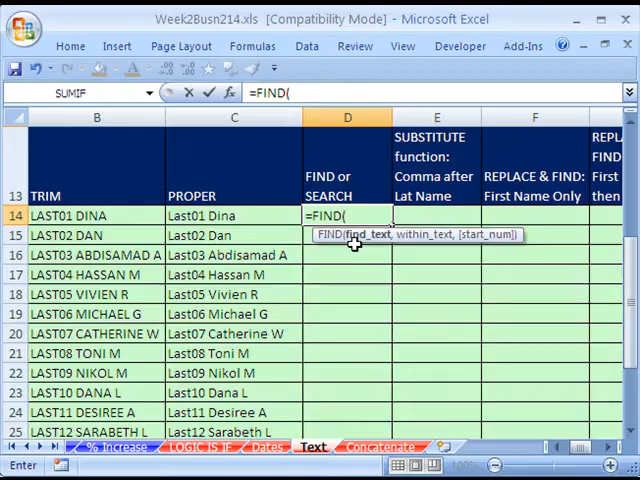 Week2Busn214.xls [Compatibility Mode] - Microsoft Excel
Home Insert Page Layout Formulas Data Review View Developer Add-Ins
SUMIF =FIND(
B C D E F
13 TRIM PROPER
FIND or
SEARCH
SUBSTITUTE
function:
Comma after
Lat Name
REPLACE & FIND:
First Name Only
REPL
FIND
First
then
14 LAST01 DINA Last01 Dina =FIND(
FIND(find_text, within_text, [start_num])
15 LAST02 DAN Last02 Dan
16 LAST03 ABDISAMAD A Last03 Abdisamad A
17 LAST04 HASSAN M Last04 Hassan M
18 LAST05 VIVIEN R Last05 Vivien R
19 LAST06 MICHAEL G Last06 Michael G
20 LAST07 CATHERINE W Last07 Catherine W
21 LAST08 TONI M Last08 Toni M
22 LAST09 NIKOL M Last09 Nikol M
23 LAST10 DANA L Last10 Dana L
24 LAST11 DESIREE A Last11 Desiree A
25 LAST12 SARABETH L Last12 Sarabeth L
% Increase LOGIC IS IF Dates Text Concatenate
Enter 100%